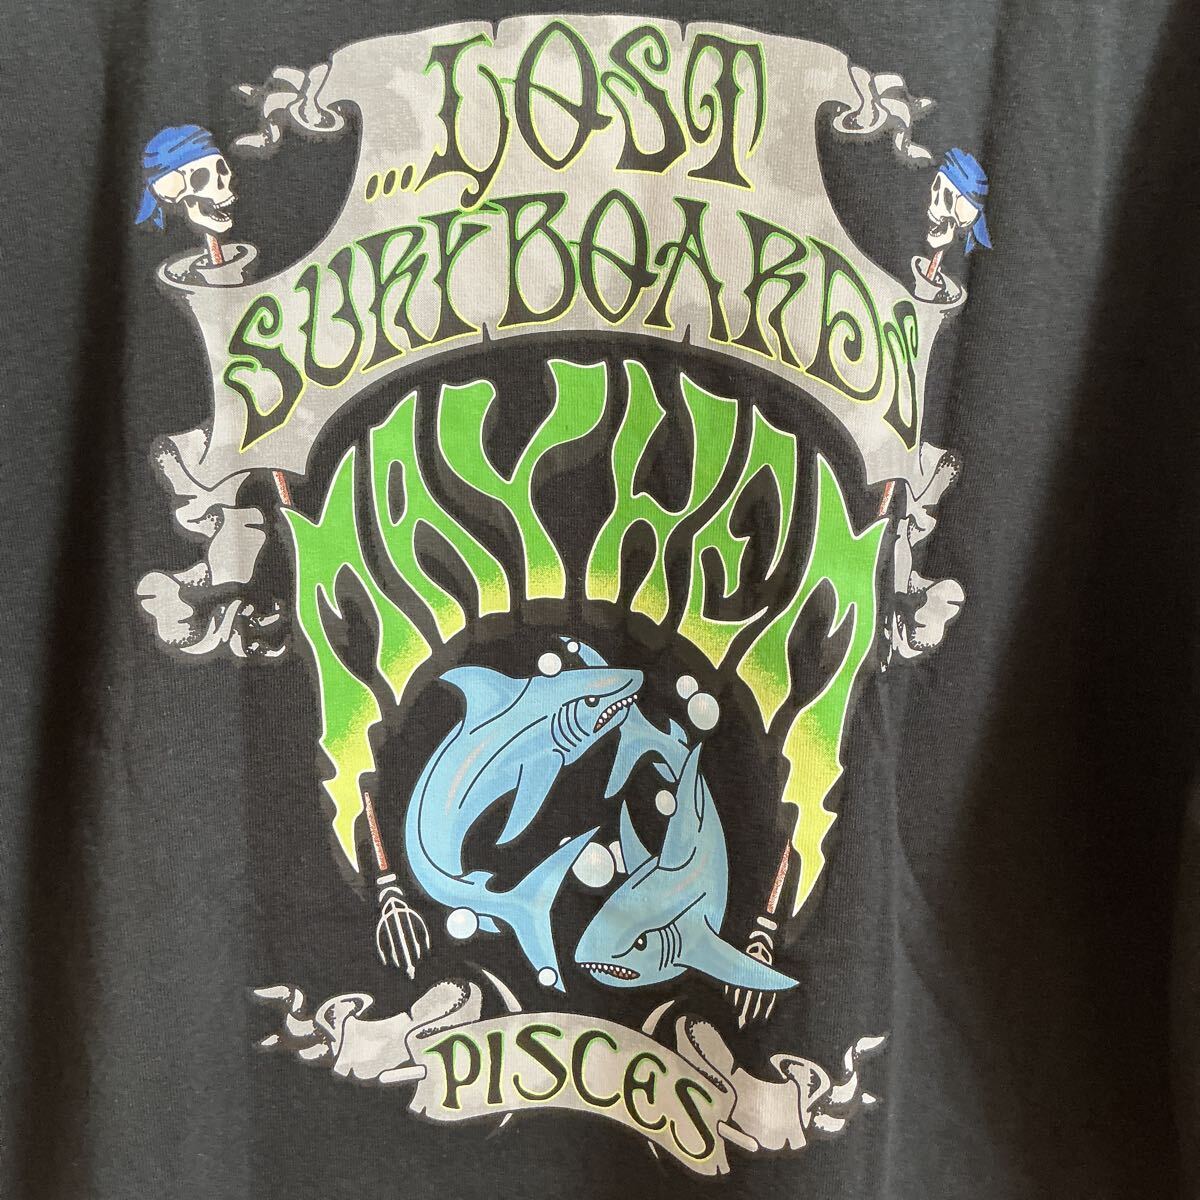 ...LOST
SURFBOARDS
MAYHEM
PISCES